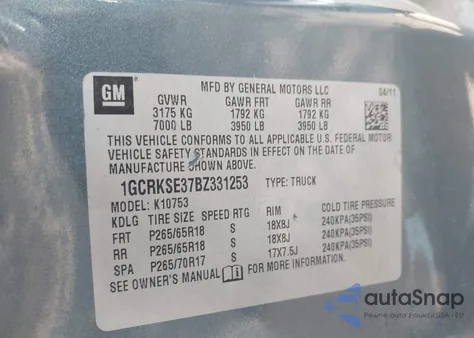 GM
MFD BY GENERAL MOTORS LLC
04/11
GVWR GAWR FRT GAWR RR
3175 KG 1792 KG 1792 KG
7000 LB 3950 LB 3950 LB
THIS VEHICLE CONFORMS TO ALL APPLICABLE U.S. FEDERAL MOTOR
VEHICLE SAFETY STANDARDS IN EFFECT ON THE DATE OF
MANUFACTURE SHOWN ABOVE.
1GCRKSE37BZ331253 TYPE: TRUCK
MODEL: K10753
KDLG TIRE SIZE SPEED RTG RIM COLD TIRE PRESSURE
FRT P265/65R18 S 18X8J 240KPA(35PSI)
RR P265/65R18 S 18X8J 240KPA(35PSI)
SPA P265/70R17 S 17X7.5J 240KPA(35PSI)
SEE OWNER'S MANUAL FOR MORE INFORMATION.
autoSnap
Pewne auta z USA - EU